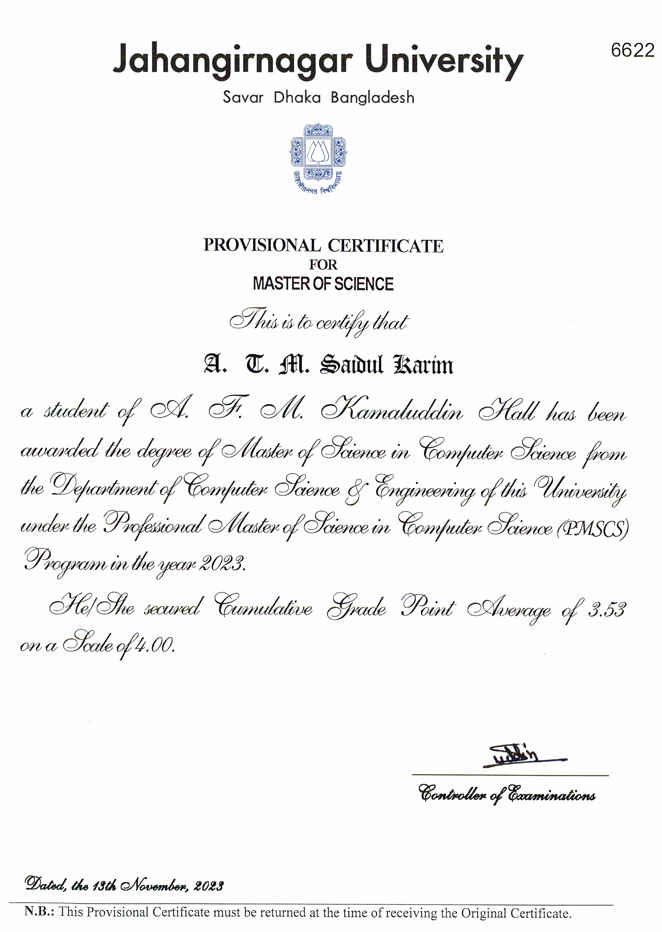 Jahangirnagar University
6622
Savar Dhaka Bangladesh
জাহাঙ্গীরনগর বিশ্ববিদ্যালয়
PROVISIONAL CERTIFICATE
FOR
MASTER OF SCIENCE
This is to certify that
A. T. M. Saidul Karim
a student of A. F. M. Kamaluddin Hall has been
awarded the degree of Master of Science in Computer Science from
the Department of Computer Science & Engineering of this University
under the Professional Master of Science in Computer Science (PMSCS)
Program in the year 2023.
He/She secured Cumulative Grade Point Average of 3.53
on a Scale of 4.00.
uddin
Controller of Examinations
Dated, the 13th November, 2023
N.B.: This Provisional Certificate must be returned at the time of receiving the Original Certificate.